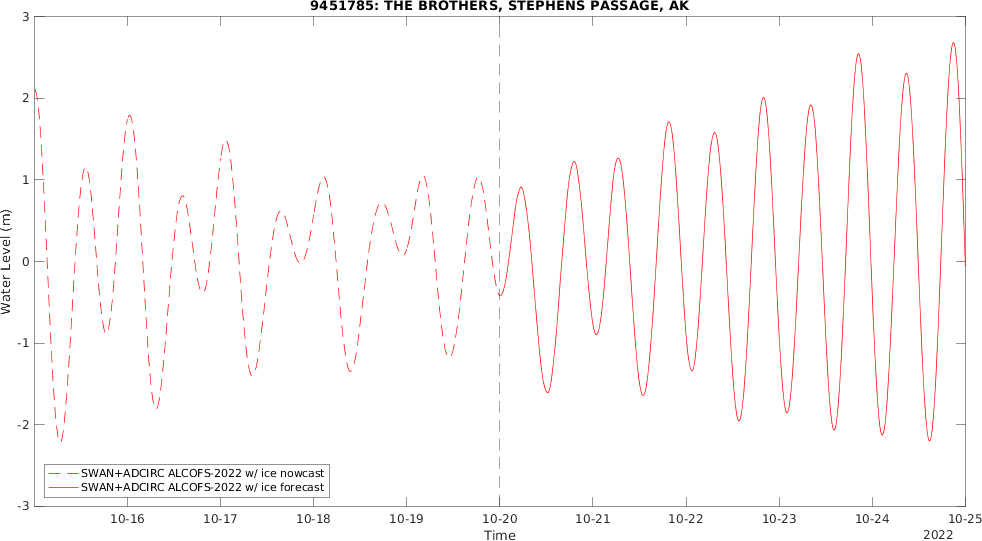 9451785: THE BROTHERS, STEPHENS PASSAGE, AK
3
2
1
0
-1
-2
-3
Water Level (m)
SWAN+ADCIRC ALCOFS-2022 w/ ice nowcast
SWAN+ADCIRC ALCOFS-2022 w/ ice forecast
10-16 10-17 10-18 10-19 10-20 10-21 10-22 10-23 10-24 10-25
Time
2022